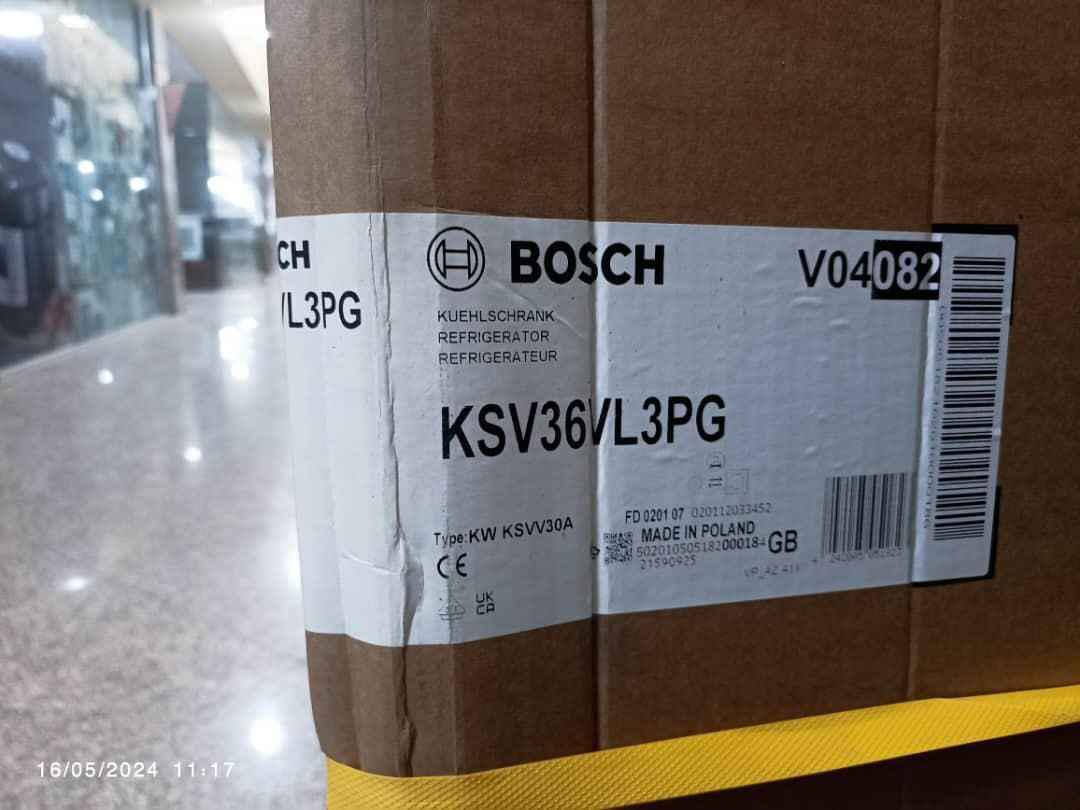 CH
VL3PG
BOSCH
V04082
KUEHLSCHRANK
REFRIGERATOR
REFRIGERATEUR
KSV36VL3PG
FD 0201 07 020112033452
Type:KW KSVV30A
MADE IN POLAND
502010505182000184
GB
21590925
CE
UK
CA
16/05/2024 11:17